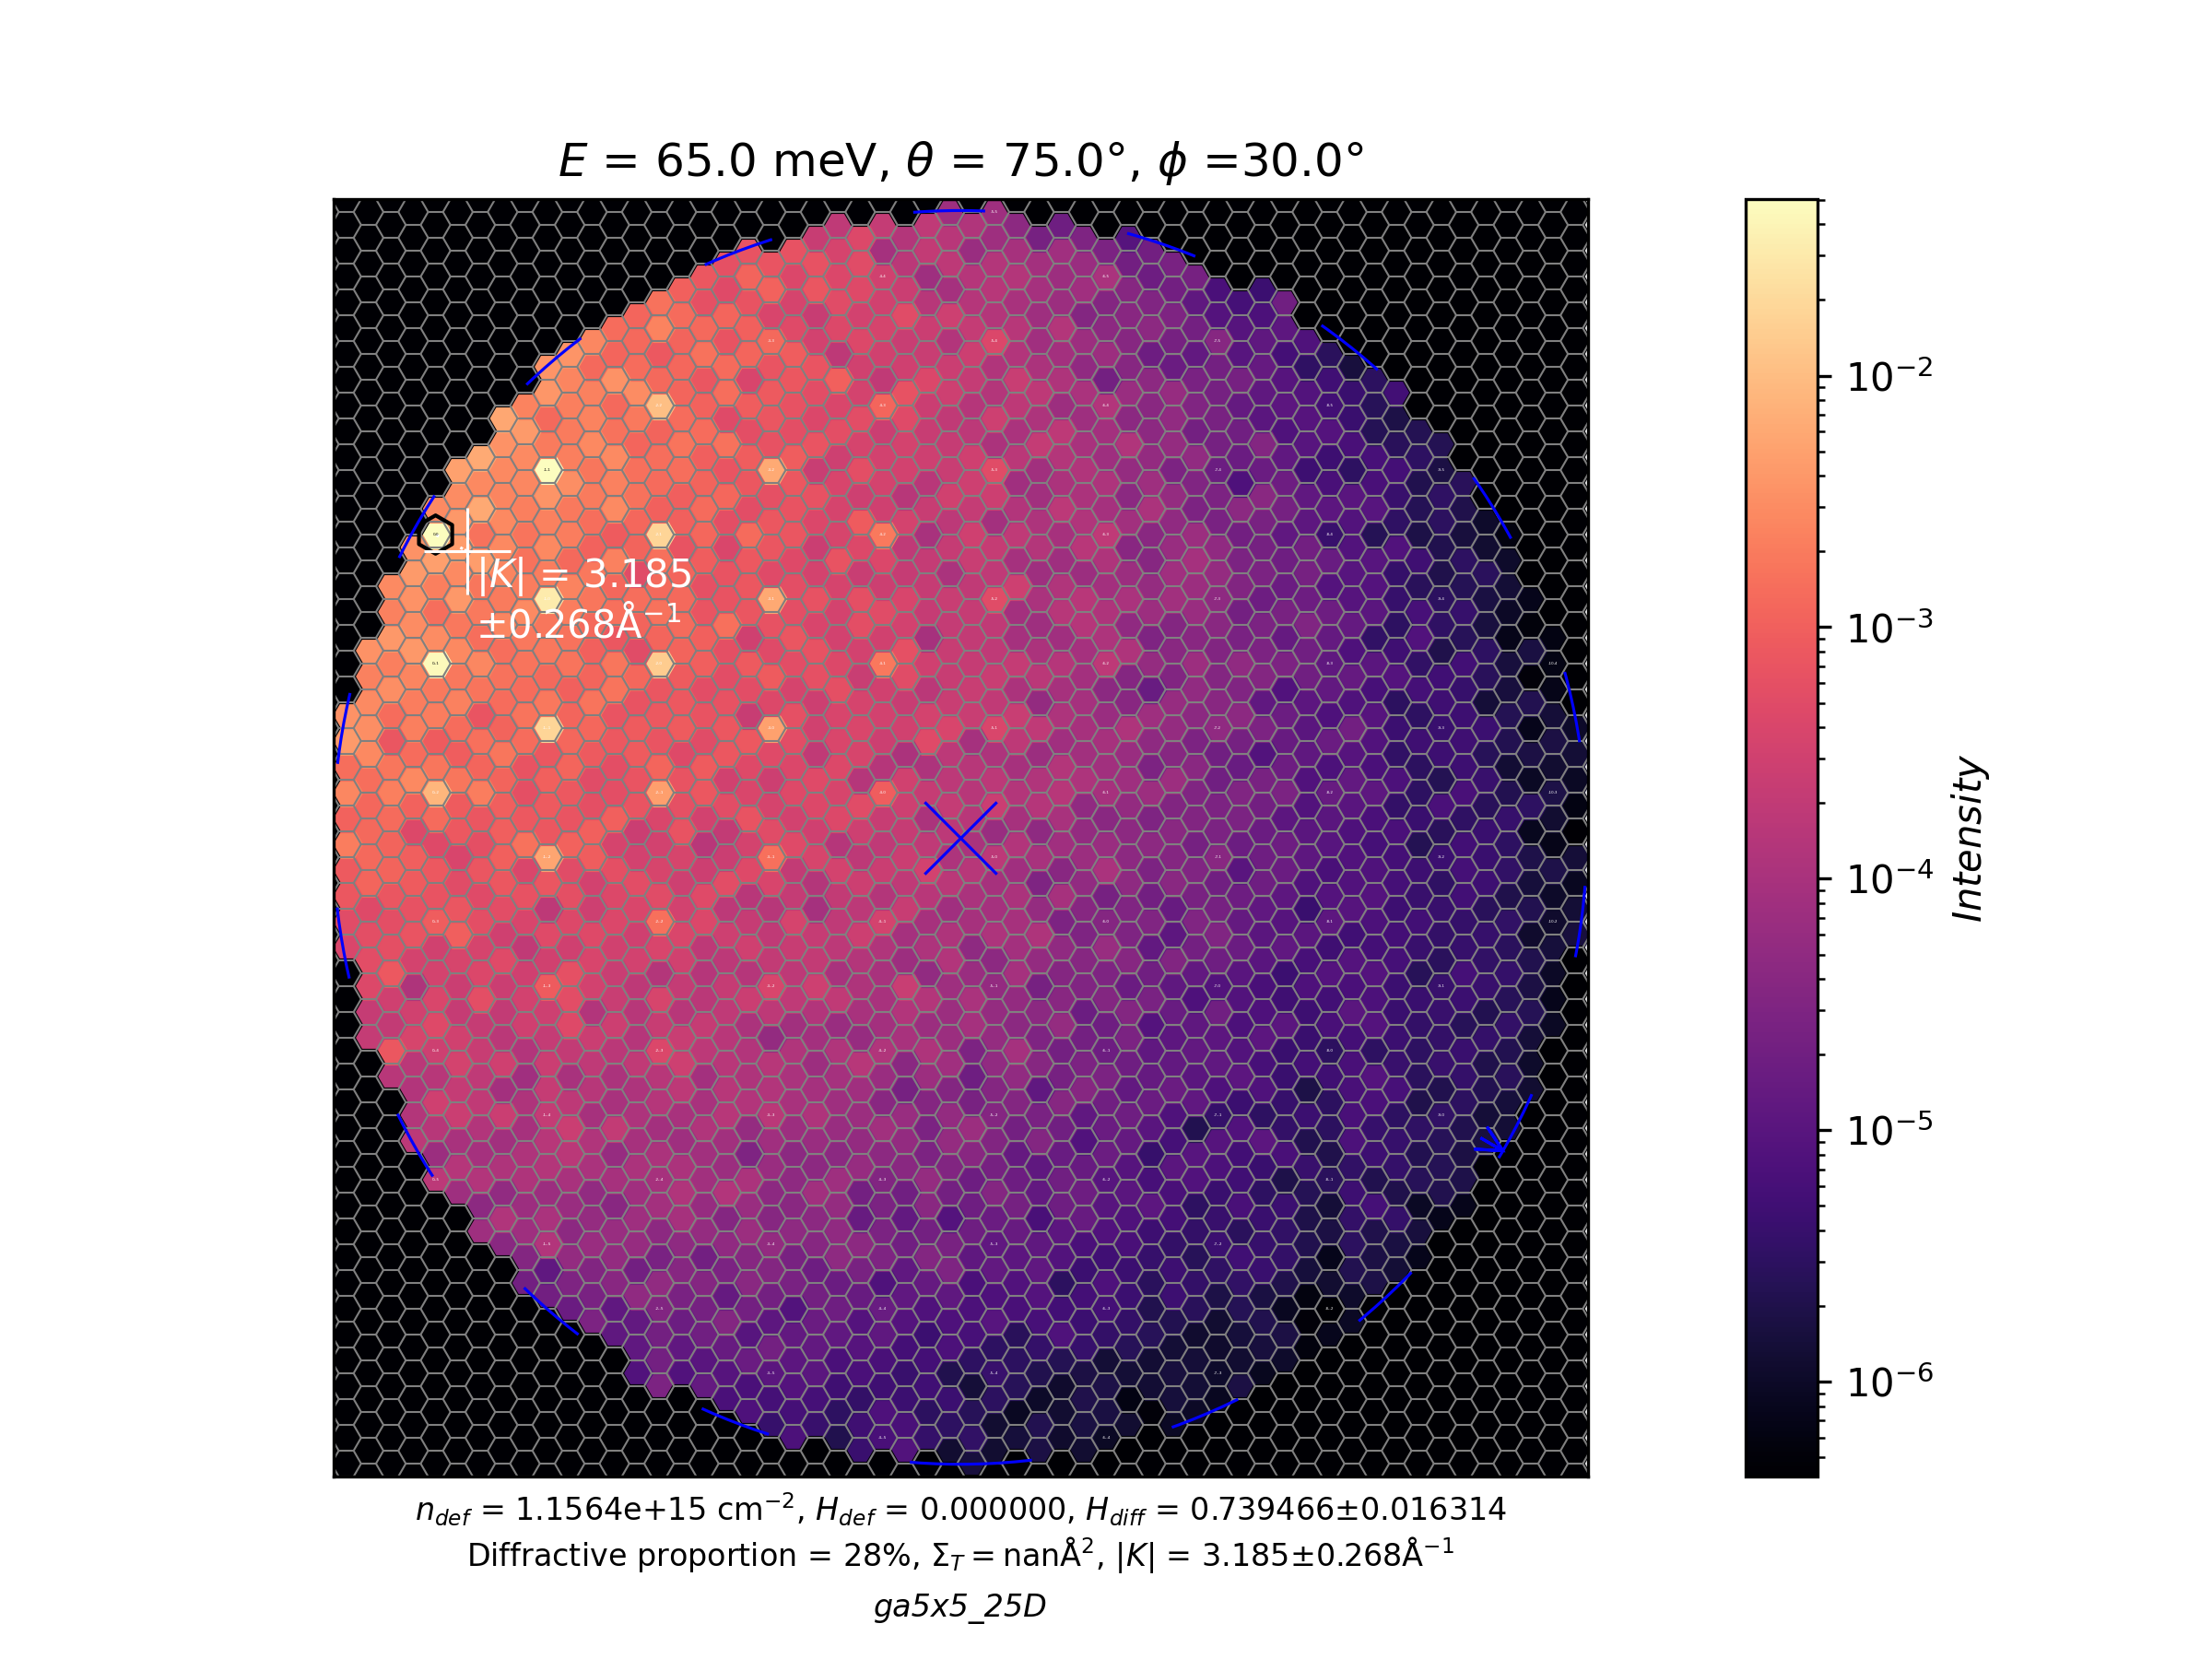 E = 65.0 meV, θ = 75.0°, ϕ =30.0°
|K| = 3.185
±0.268Å⁻¹
10⁻²
10⁻³
10⁻⁴
10⁻⁵
10⁻⁶
Intensity
n_def = 1.1564e+15 cm⁻², H_def = 0.000000, H_diff = 0.739466±0.016314
Diffractive proportion = 28%, Σ_T = nanÅ², |K| = 3.185±0.268Å⁻¹
ga5x5_25D